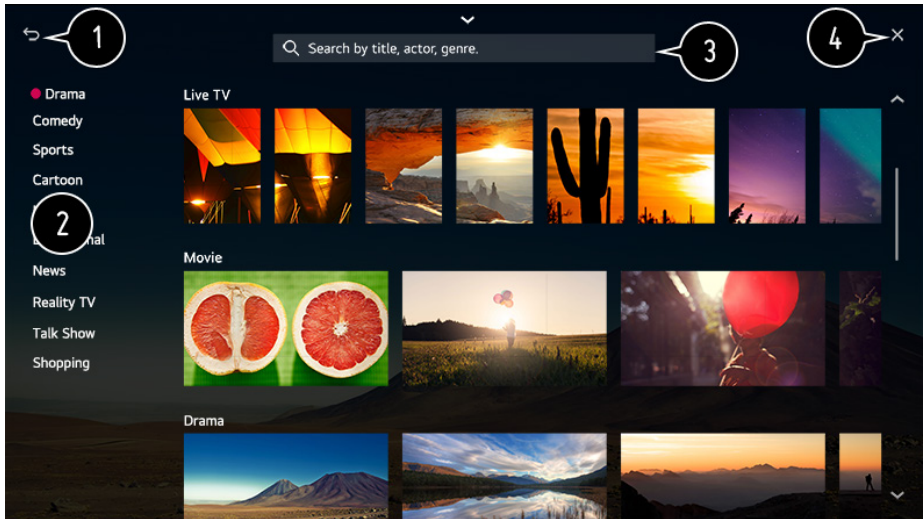 1
4
Search by title, actor, genre.
3
Drama
Live TV
Comedy
Sports
Cartoon
2
News
Movie
Reality TV
Talk Show
Shopping
Drama